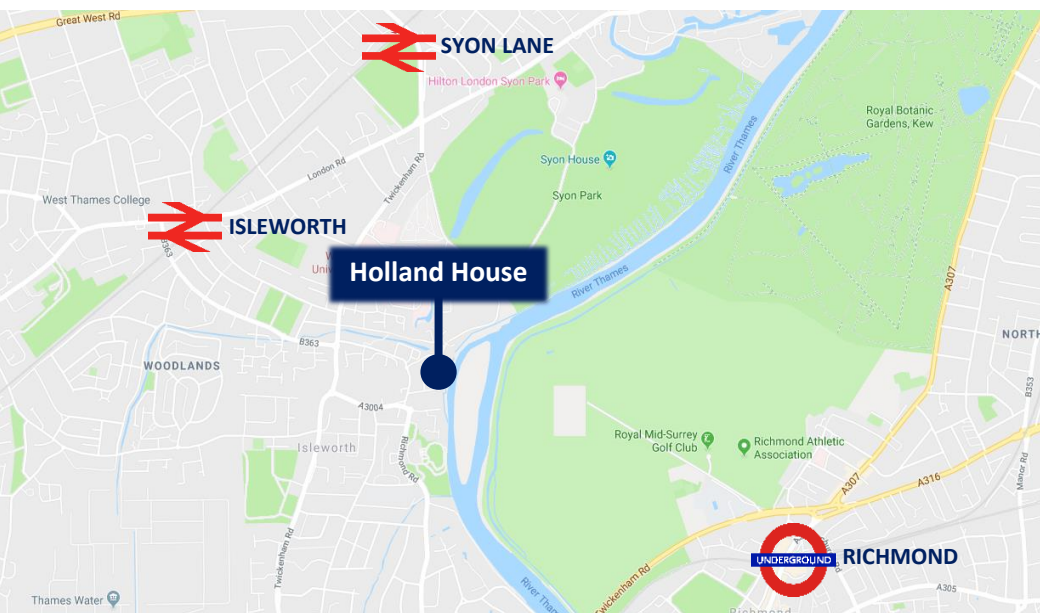 Great West Rd
SYON LANE
Hilton London Syon Park
Royal Botanic
Gardens, Kew
River Thames
London Rd
Twickenham Rd
Syon House
Syon Park
West Thames College
ISLEWORTH
B363
Holland House
River Thames
A307
NORTH
B363
WOODLANDS
B353
A3004
Isleworth
Richmond Rd
Royal Mid-Surrey
Golf Club
Richmond Athletic
Association
Manor Rd
A307
A316
UNDERGROUND
RICHMOND
Twickenham Rd
River Thames
A305
Thames Water
Richmond